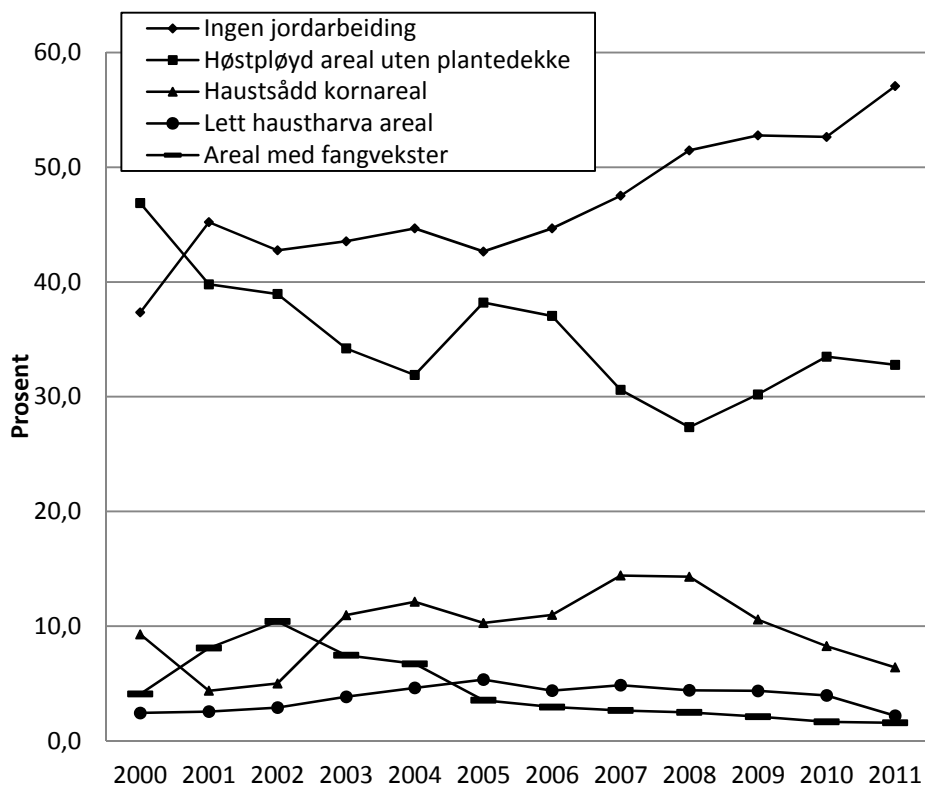 Ingen jordarbeiding
Høstpløyd areal uten plantedekke
Haustsådd kornareal
Lett haustharva areal
Areal med fangvekster
60,0
50,0
40,0
30,0
20,0
10,0
0,0
Prosent
2000 2001 2002 2003 2004 2005 2006 2007 2008 2009 2010 2011